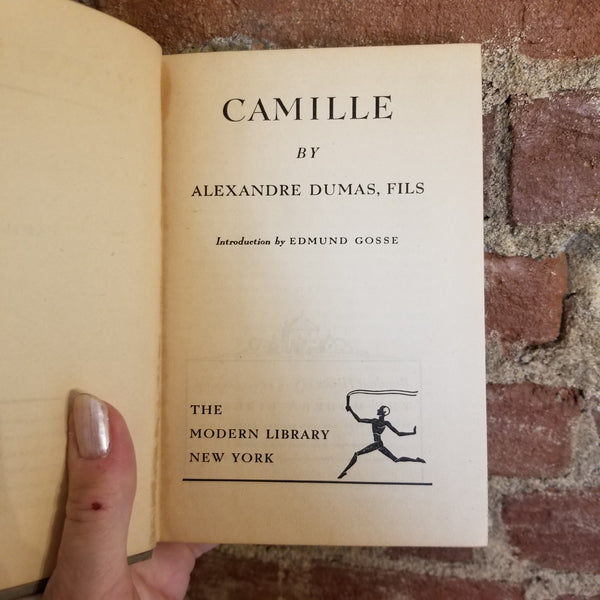 CAMILLE
BY
ALEXANDRE DUMAS, FILS
Introduction by EDMUND GOSSE
THE
MODERN LIBRARY
NEW YORK